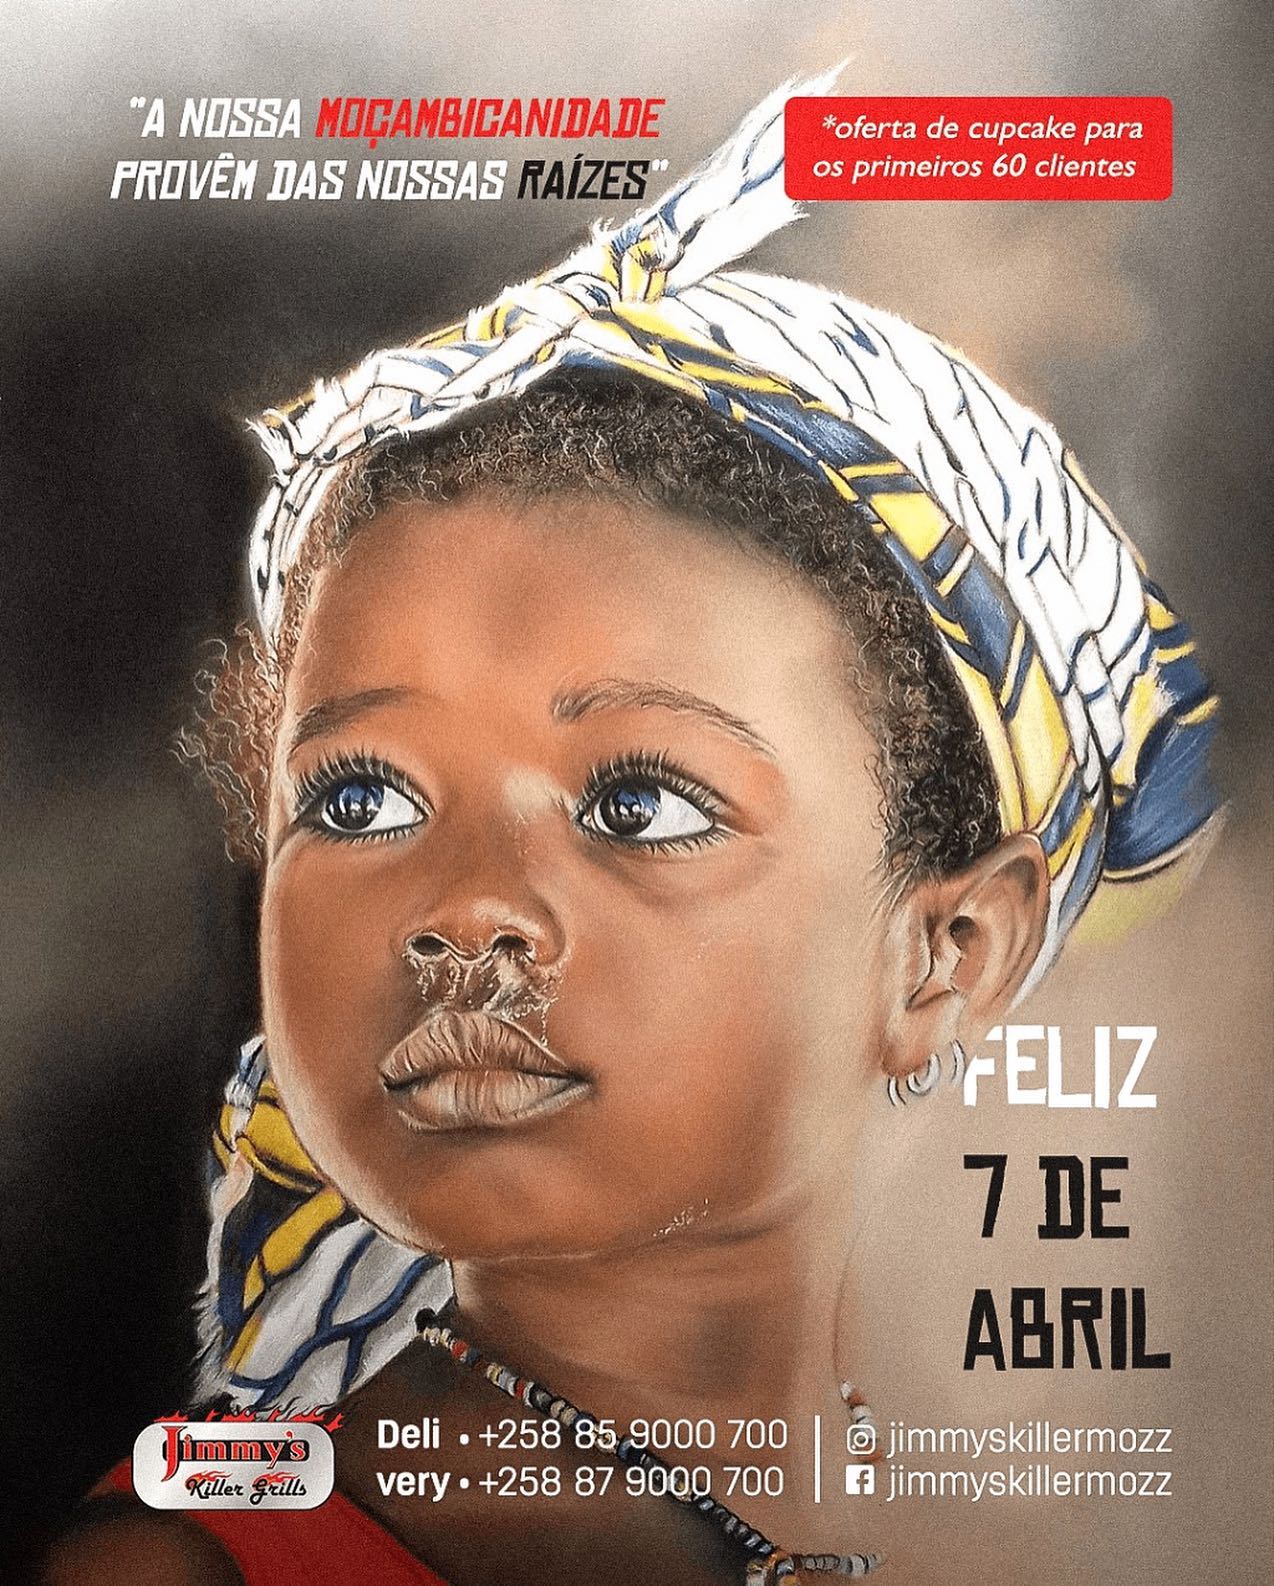 "A NOSSA MOÇAMBICANIDADE
PROVÊM DAS NOSSAS RAÍZES"
*oferta de cupcake para
os primeiros 60 clientes
FELIZ
7 DE
ABRIL
Jimmy's
Killer Grills
Deli • +258 85 9000 700
very • +258 87 9000 700
jimmyskillermozz
jimmyskillermozz